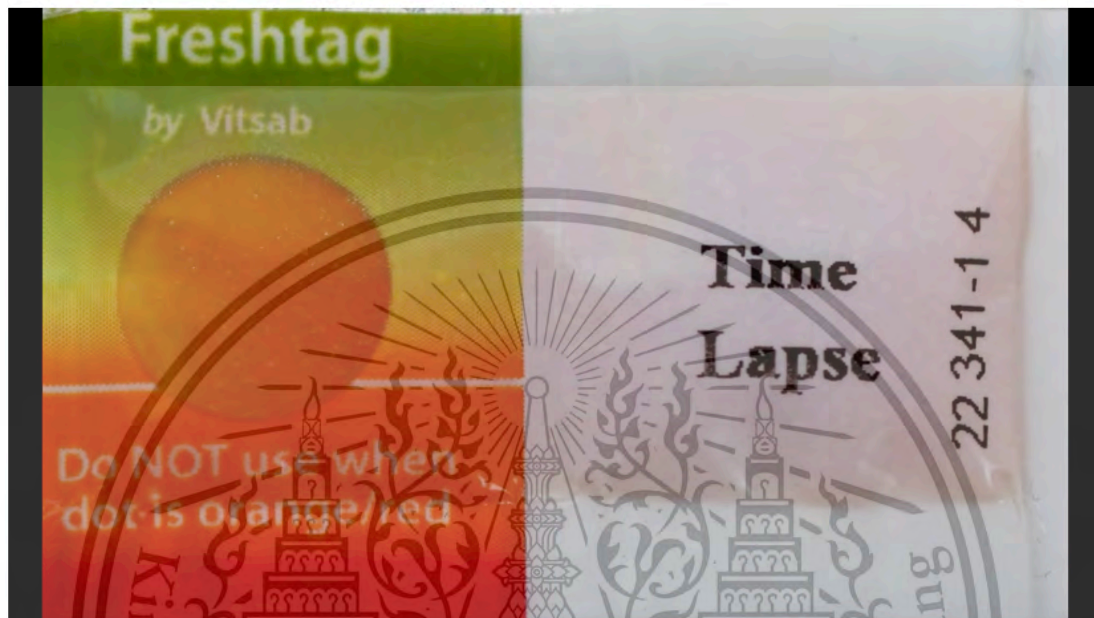 Freshtag
by Vitsab
Do NOT use when
dot is orange/red
Time
Lapse
22 341-1 4